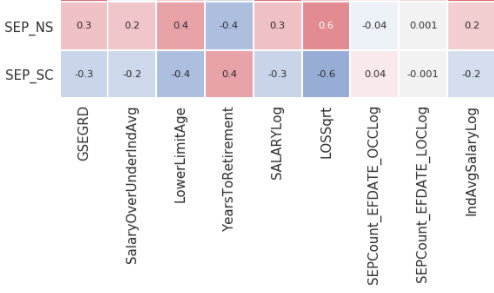 SEP_NS 0.3 0.2 0.4 -0.4 0.3 0.6 -0.04 0.001 0.2
SEP_SC -0.3 -0.2 -0.4 0.4 -0.3 -0.6 0.04 -0.001 -0.2
GSEGRD
SalaryOverUnderIndAvg
LowerLimitAge
YearsToRetirement
SALARYLog
LOSSqrt
SEPCount_EFDATE_OCCLog
SEPCount_EFDATE_LOCLog
IndAvgSalaryLog